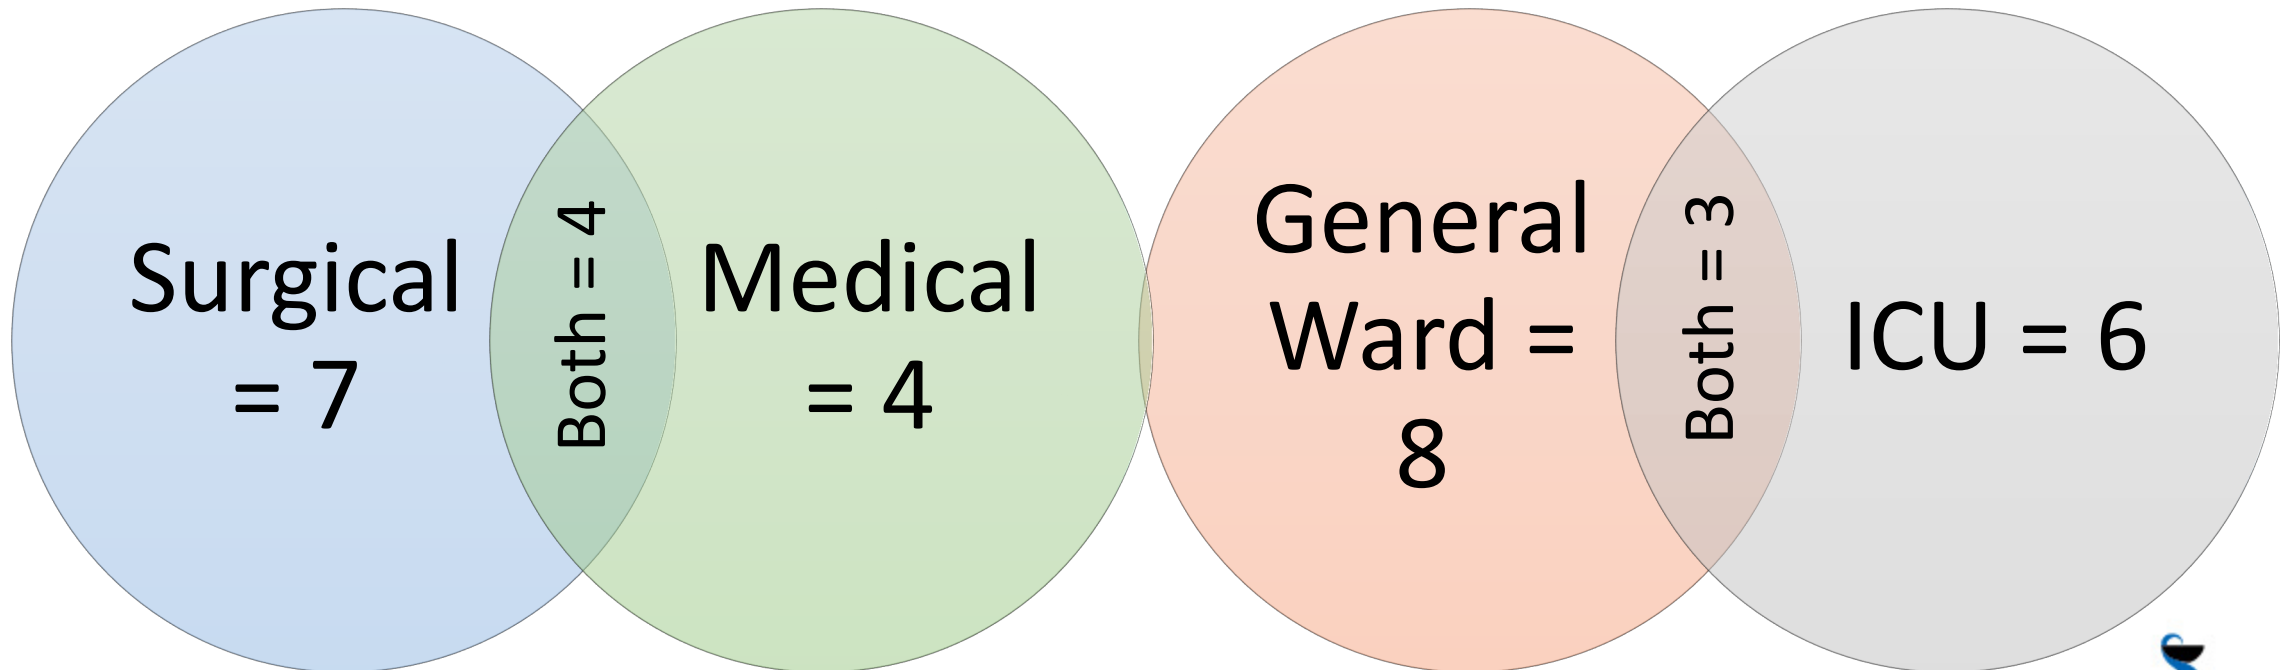 Surgical
= 7
Both = 4
Medical
= 4
General
Ward =
8
Both = 3
ICU = 6